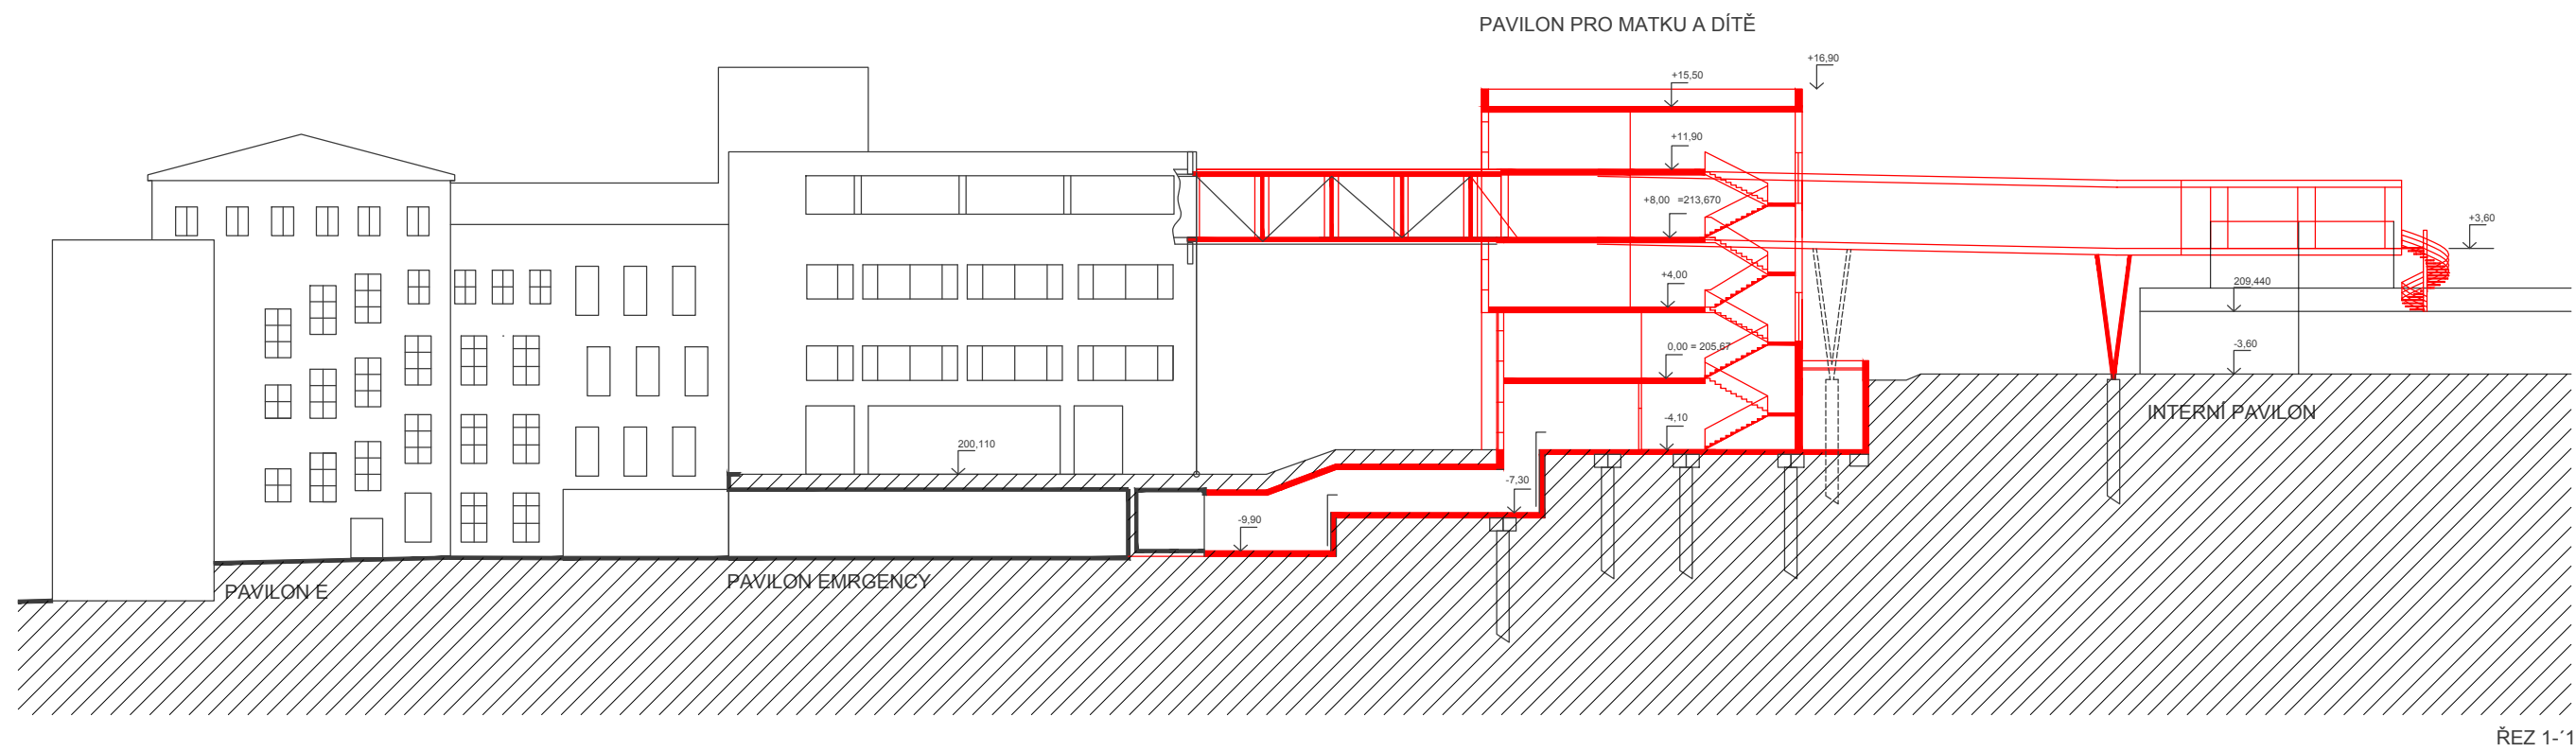 PAVILON PRO MATKU A DÍTĚ
+16,90
+15,50
+11,90
+8,00 =213,670
+3,60
+4,00
209,440
0,00 = 205,67
-3,60
INTERNÍ PAVILON
-4,10
200,110
-7,30
-9,90
PAVILON EMRGENCY
PAVILON E
ŘEZ 1-´1